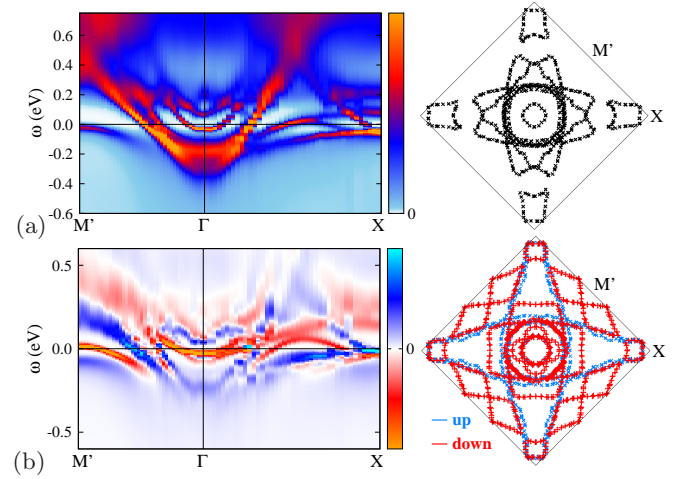 (a)
ω (eV)
0.6
0.4
0.2
0.0
-0.2
-0.4
-0.6
M’
Γ
X
0
M’
X
(b)
ω (eV)
0.5
0.0
-0.5
M’
Γ
X
0
M’
X
up
down